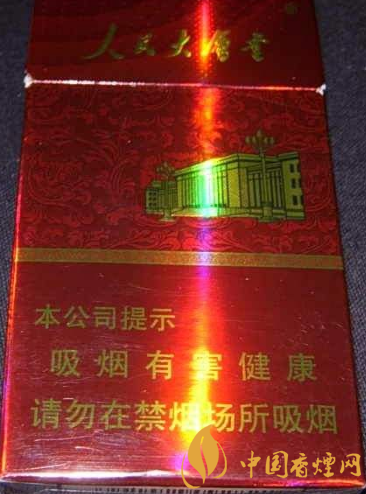 人民大会堂
本公司提示
吸烟有害健康
请勿在禁烟场所吸烟
中国香烟网